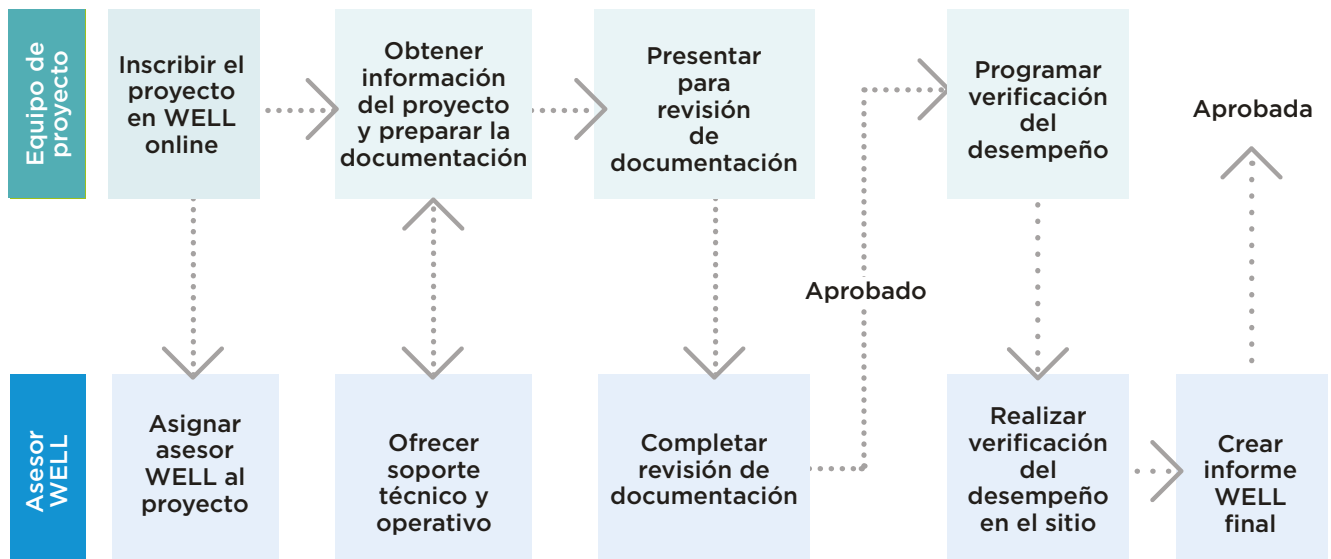 Equipo de
proyecto
Inscribir el
proyecto
en WELL
online
Obtener
información
del proyecto
y preparar la
documentación
Presentar
para
revisión
de
documentación
Programar
verificación
del
desempeño
Aprobada
Aprobado
Asesor
WELL
Asignar
asesor
WELL al
proyecto
Ofrecer
soporte
técnico y
operativo
Completar
revisión de
documentación
Realizar
verificación
del
desempeño
en el sitio
Crear
informe
WELL
final